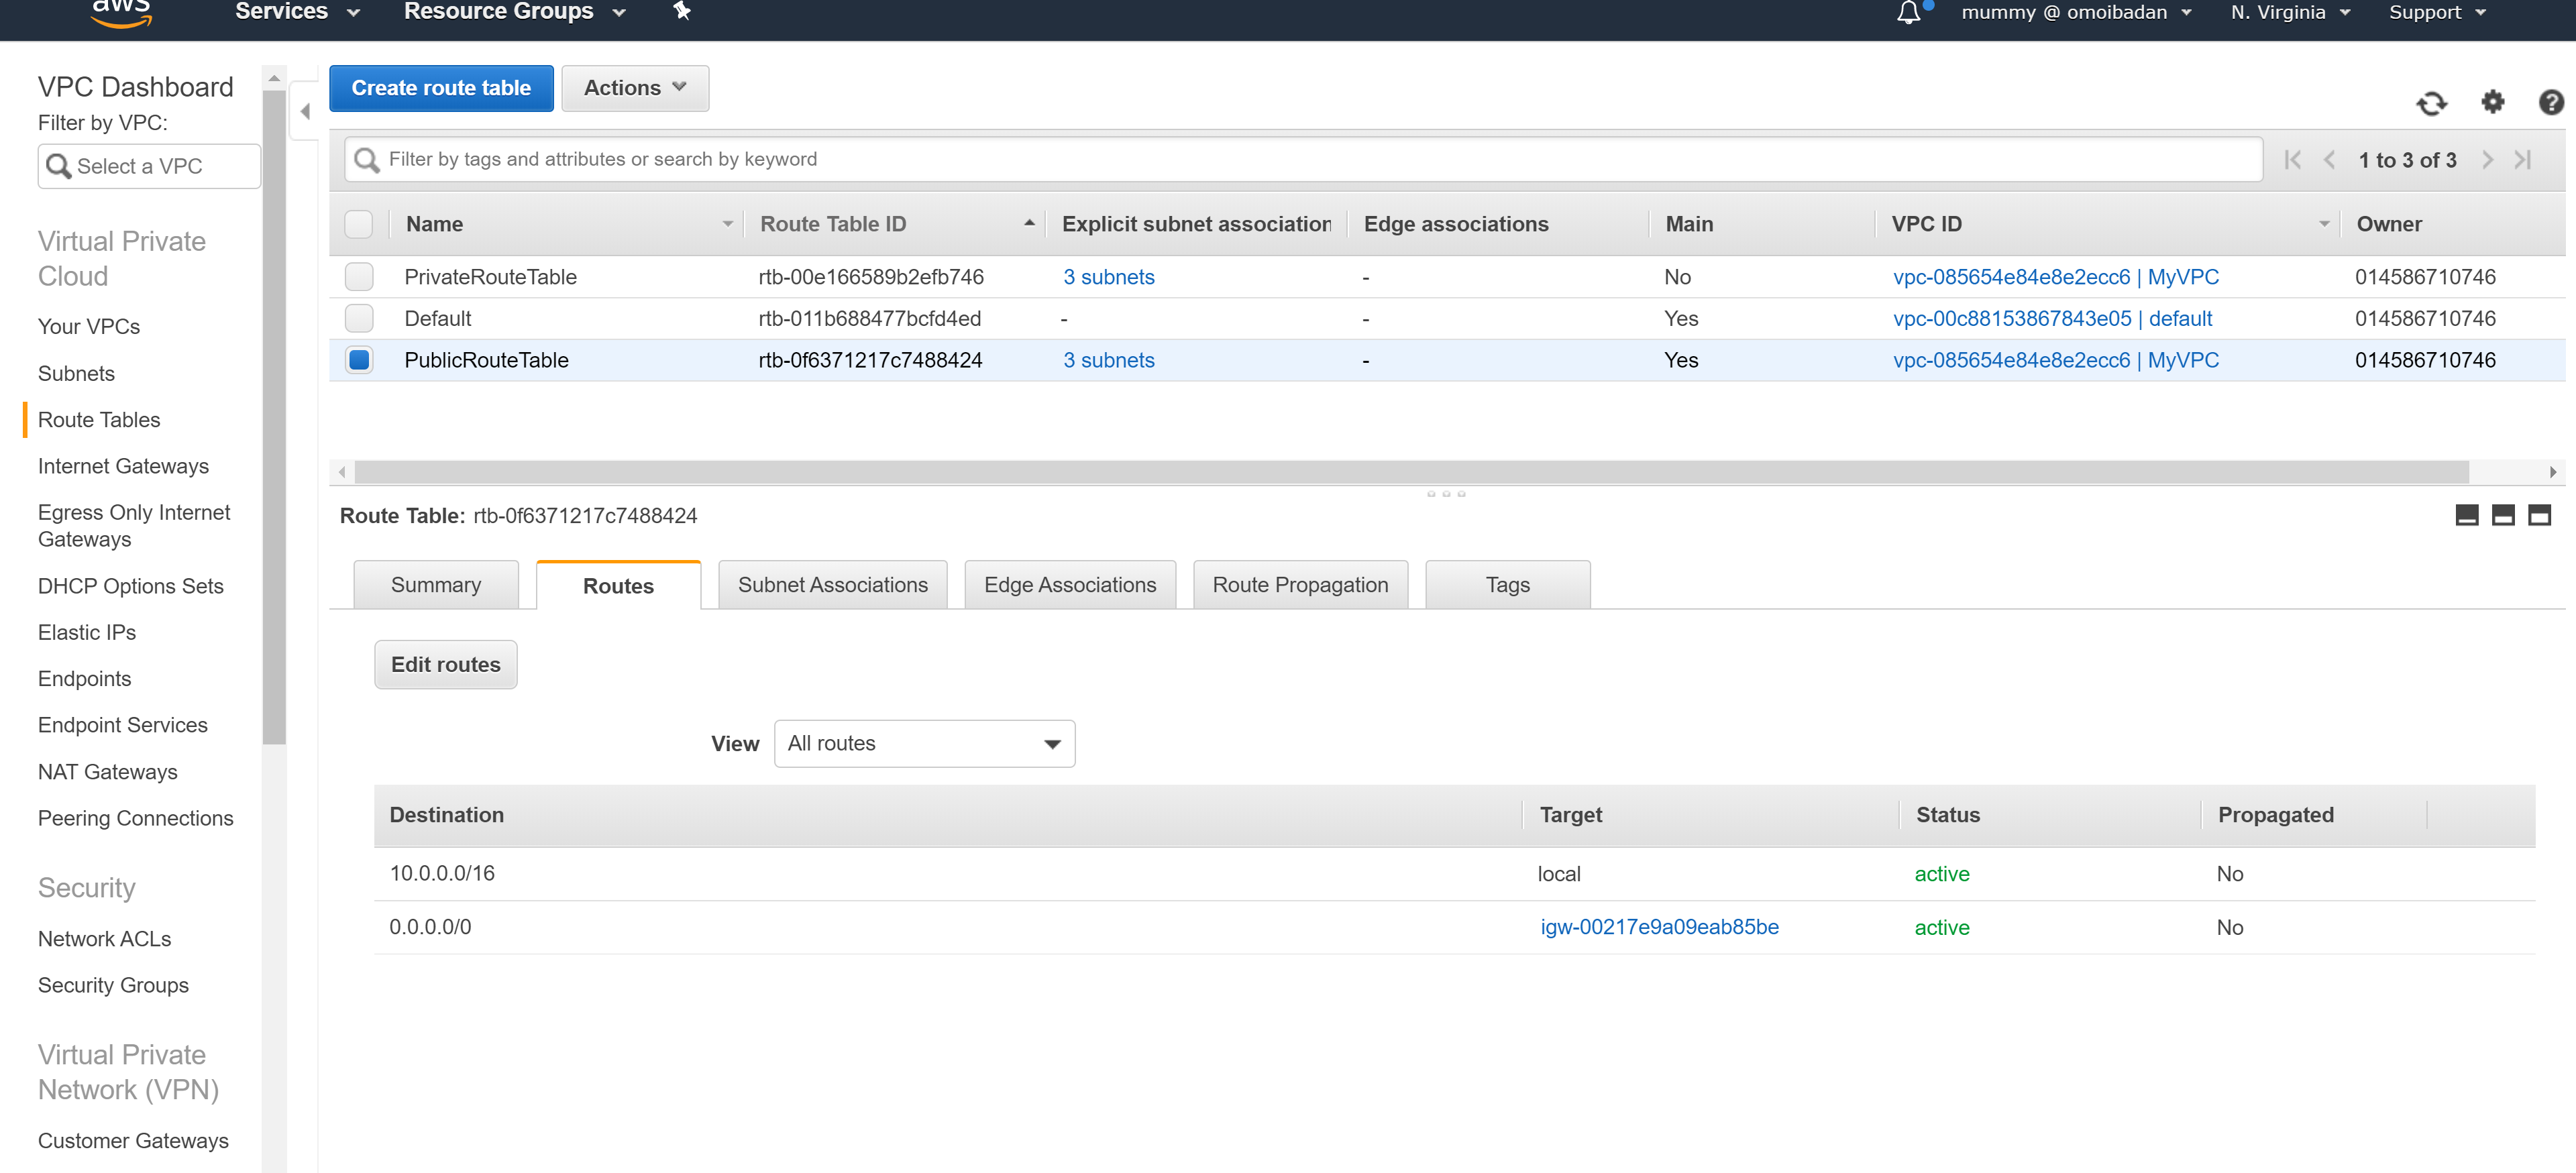 aws Services Resource Groups mummy @ omoibadan N. Virginia Support
VPC Dashboard
Filter by VPC:
Select a VPC
Virtual Private
Cloud
Your VPCs
Subnets
Route Tables
Internet Gateways
Egress Only Internet
Gateways
DHCP Options Sets
Elastic IPs
Endpoints
Endpoint Services
NAT Gateways
Peering Connections
Security
Network ACLs
Security Groups
Virtual Private
Network (VPN)
Customer Gateways
Create route table Actions
Filter by tags and attributes or search by keyword 1 to 3 of 3
Name Route Table ID Explicit subnet association Edge associations Main VPC ID Owner
PrivateRouteTable rtb-00e166589b2efb746 3 subnets - No vpc-085654e84e8e2ecc6 | MyVPC 014586710746
Default rtb-011b688477bcfd4ed - - Yes vpc-00c88153867843e05 | default 014586710746
PublicRouteTable rtb-0f6371217c7488424 3 subnets - Yes vpc-085654e84e8e2ecc6 | MyVPC 014586710746
Route Table: rtb-0f6371217c7488424
Summary Routes Subnet Associations Edge Associations Route Propagation Tags
Edit routes
View All routes
Destination Target Status Propagated
10.0.0.0/16 local active No
0.0.0.0/0 igw-00217e9a09eab85be active No